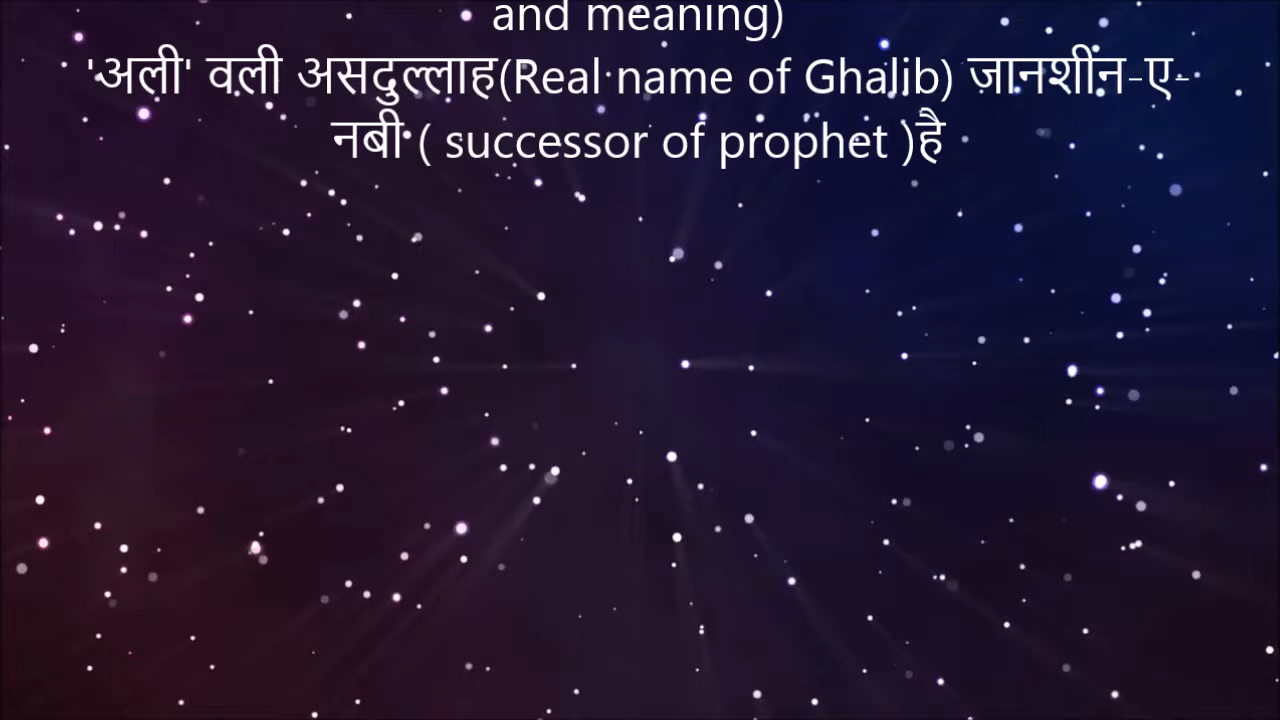 and meaning)
'अली' वली असदुल्लाह(Real name of Ghalib) जानशीन-ए-
नबी ( successor of prophet )है